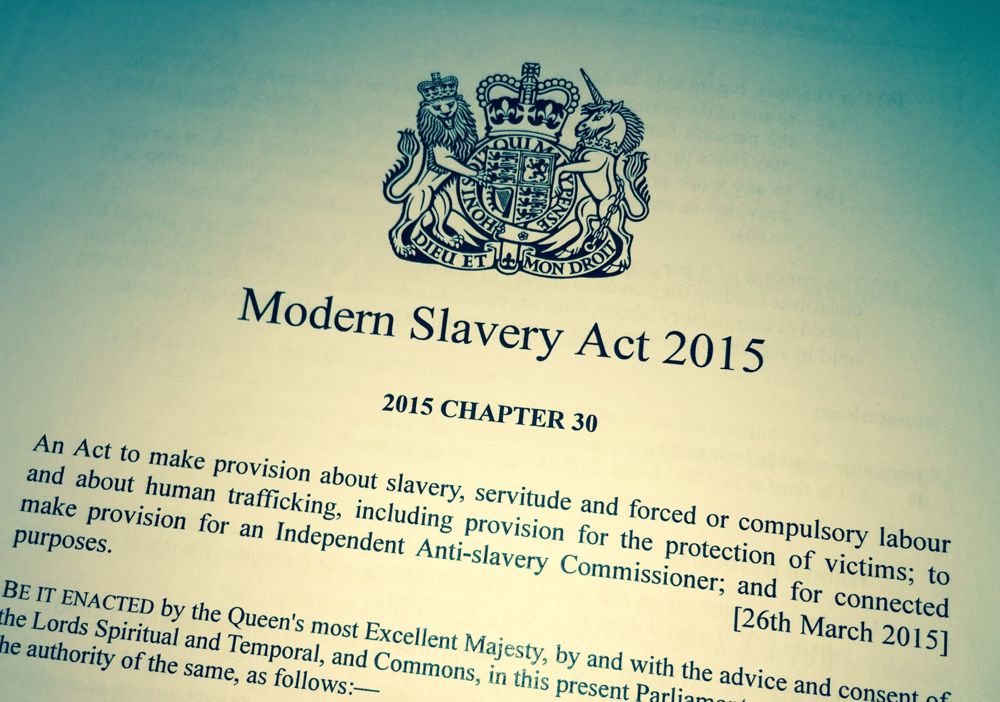 HONI SOIT QUI MAL Y PENSE
DIEU ET MON DROIT
Modern Slavery Act 2015
2015 CHAPTER 30
An Act to make provision about slavery, servitude and forced or compulsory labour
and about human trafficking, including provision for the protection of victims; to
make provision for an Independent Anti-slavery Commissioner; and for connected
purposes.
[26th March 2015]
BE IT ENACTED by the Queen's most Excellent Majesty, by and with the advice and consent of
the Lords Spiritual and Temporal, and Commons, in this present Parliament
he authority of the same, as follows:—